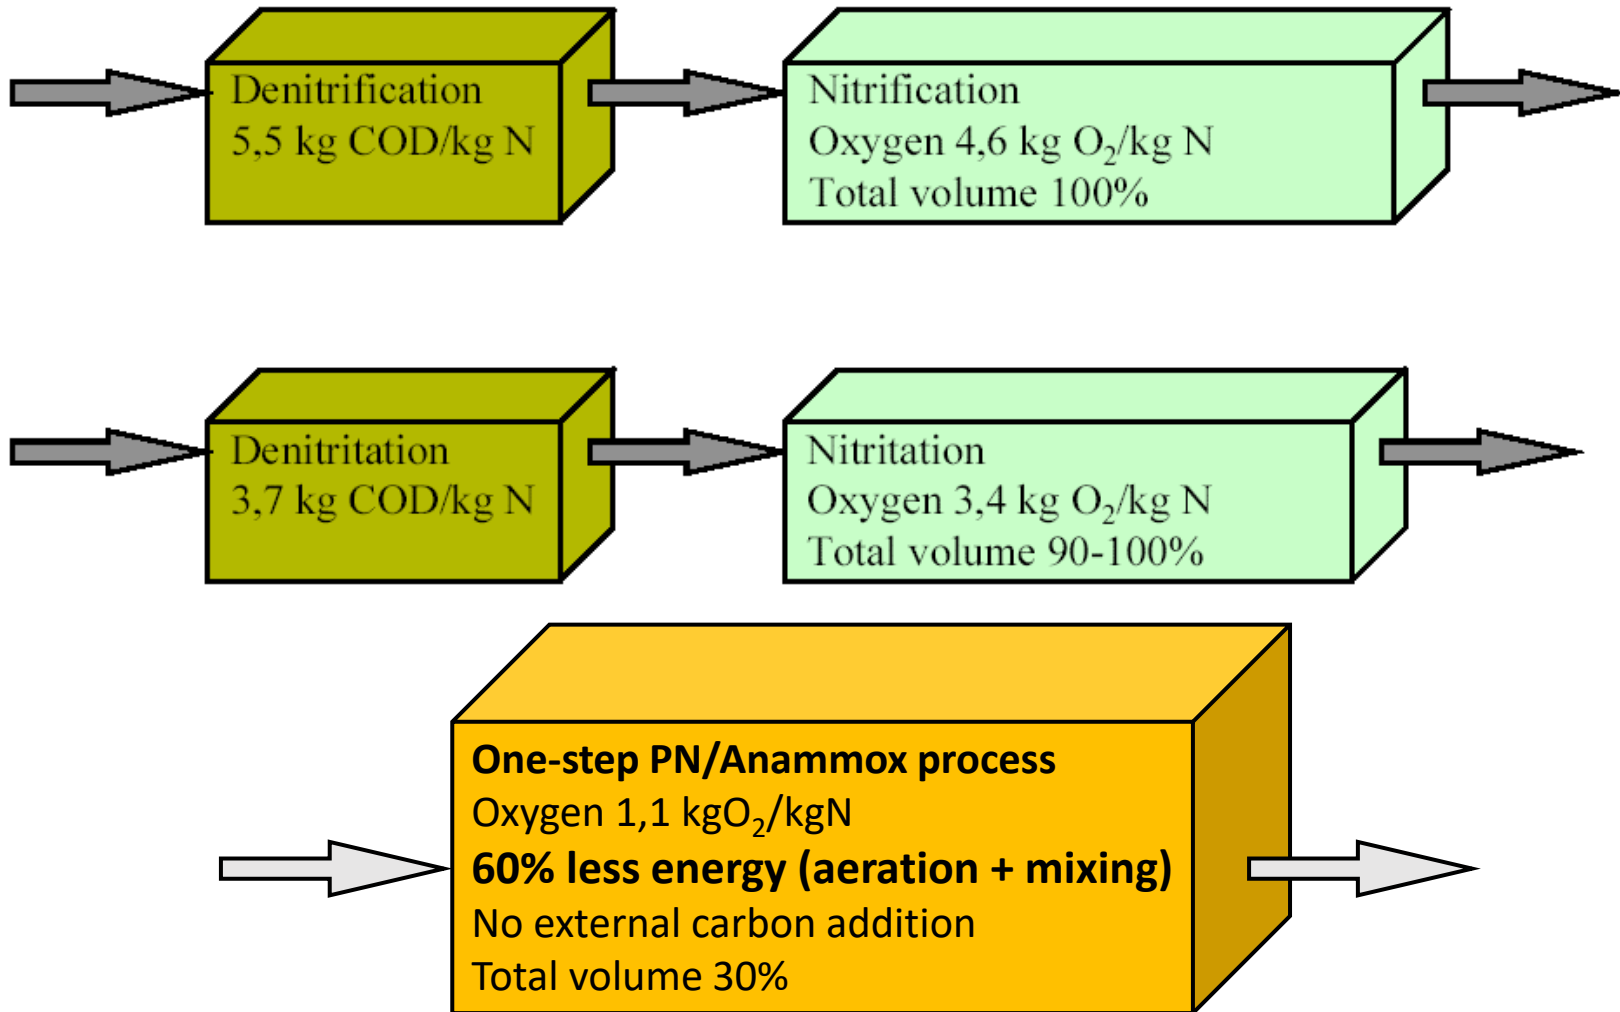 Denitrification
5,5 kg COD/kg N
Nitrification
Oxygen 4,6 kg O₂/kg N
Total volume 100%
Denitritation
3,7 kg COD/kg N
Nitritation
Oxygen 3,4 kg O₂/kg N
Total volume 90-100%
One-step PN/Anammox process
Oxygen 1,1 kgO₂/kgN
60% less energy (aeration + mixing)
No external carbon addition
Total volume 30%